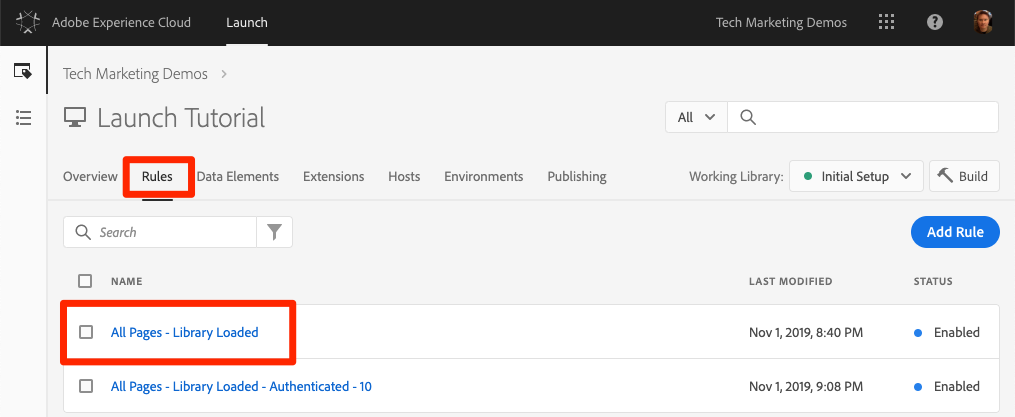 Adobe Experience Cloud Launch Tech Marketing Demos
Tech Marketing Demos
Launch Tutorial
All
Overview Rules Data Elements Extensions Hosts Environments Publishing Working Library: Initial Setup Build
Search Add Rule
NAME LAST MODIFIED STATUS
All Pages - Library Loaded Nov 1, 2019, 8:40 PM Enabled
All Pages - Library Loaded - Authenticated - 10 Nov 1, 2019, 9:08 PM Enabled